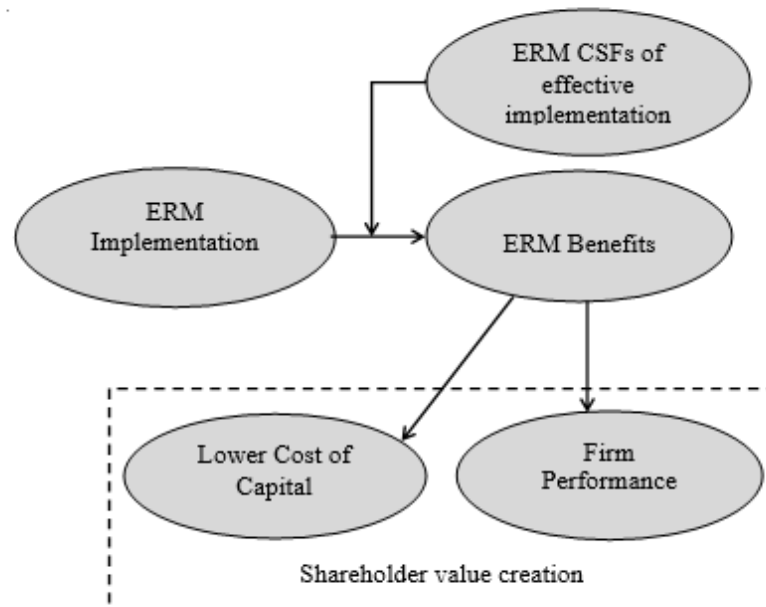 ERM CSFs of
effective
implementation
ERM
Implementation
ERM Benefits
Lower Cost of
Capital
Firm
Performance
Shareholder value creation